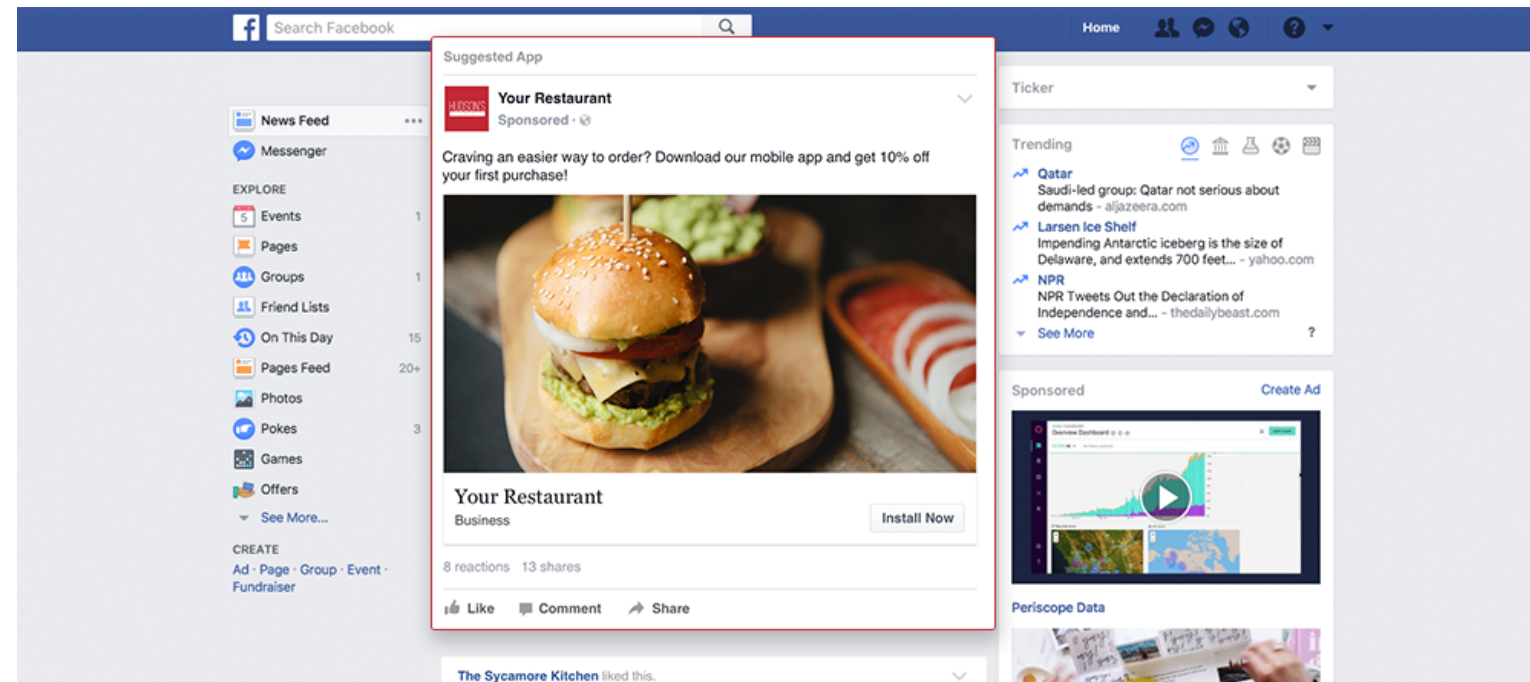 Search Facebook
Home
News Feed
Messenger
EXPLORE
5 Events 1
Pages
Groups 1
Friend Lists
On This Day 15
Pages Feed 20+
Photos
Pokes 3
Games
Offers
See More...
CREATE
Ad · Page · Group · Event ·
Fundraiser
Suggested App
HUDSON'S
Your Restaurant
Sponsored ·
Craving an easier way to order? Download our mobile app and get 10% off
your first purchase!
Your Restaurant
Business
Install Now
8 reactions 13 shares
Like Comment Share
The Sycamore Kitchen liked this.
Ticker
Trending
Qatar
Saudi-led group: Qatar not serious about
demands - aljazeera.com
Larsen Ice Shelf
Impending Antarctic iceberg is the size of
Delaware, and extends 700 feet... - yahoo.com
NPR
NPR Tweets Out the Declaration of
Independence and... - thedailybeast.com
See More ?
Sponsored Create Ad
Overview Dashboard
Periscope Data